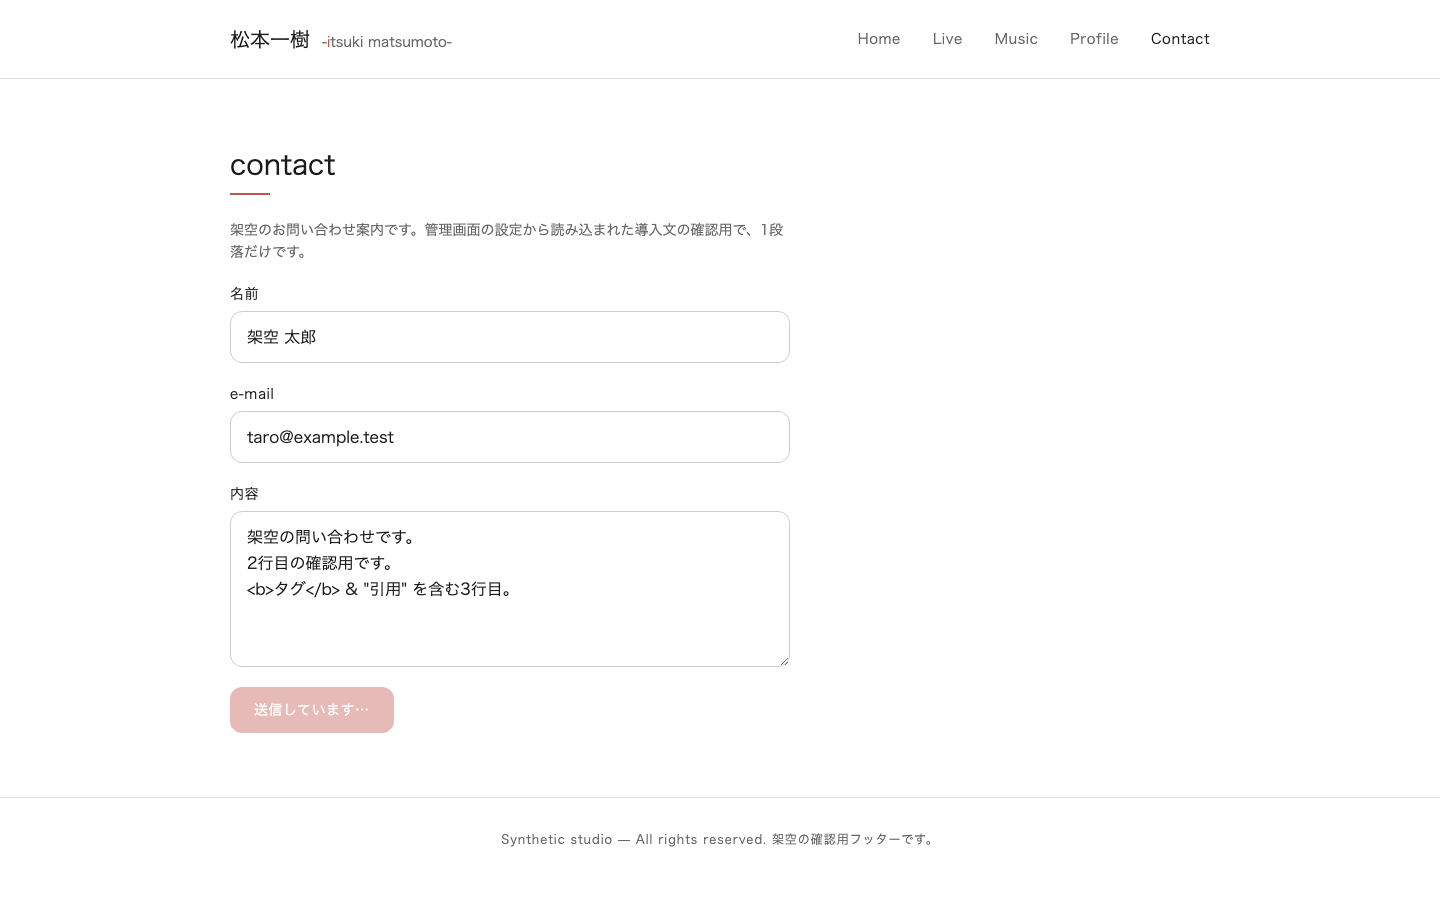 松本一樹 -itsuki matsumoto-
Home Live Music Profile Contact
contact
架空のお問い合わせ案内です。管理画面の設定から読み込まれた導入文の確認用で、1段
落だけです。
名前
架空 太郎
e-mail
taro@example.test
内容
架空の問い合わせです。
2行目の確認用です。
<b>タグ</b> & "引用" を含む3行目。
送信しています…
Synthetic studio — All rights reserved. 架空の確認用フッターです。